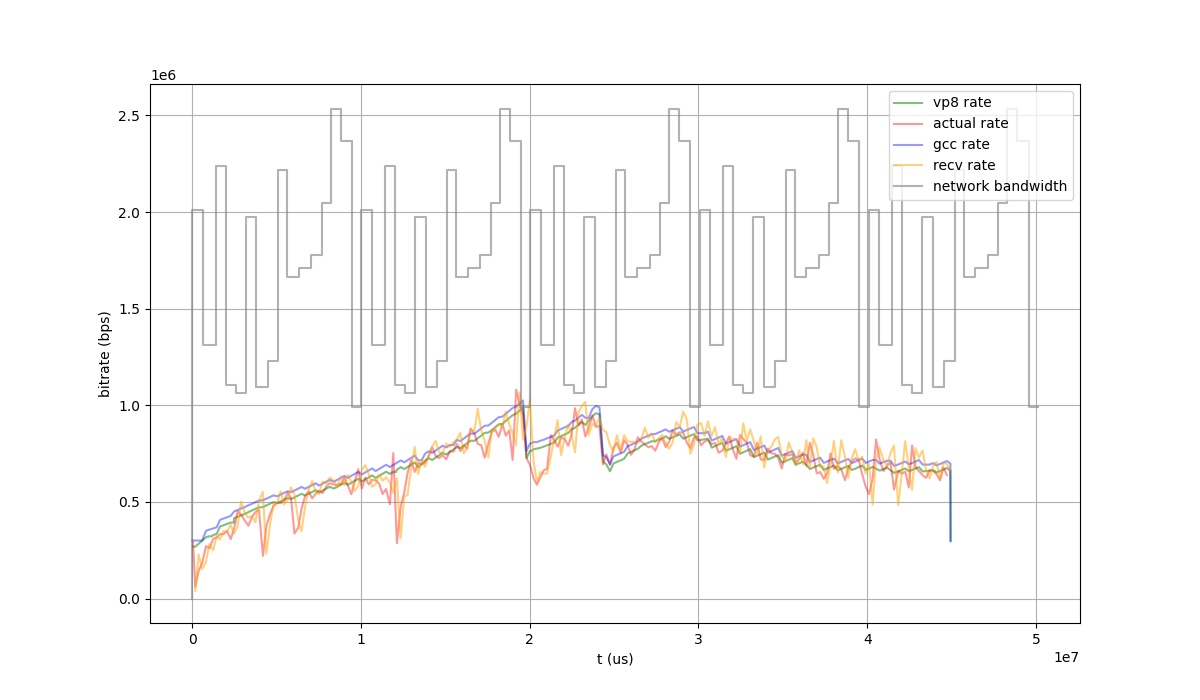 1e6
2.5
2.0
1.5
1.0
0.5
0.0
bitrate (bps)
vp8 rate
actual rate
gcc rate
recv rate
network bandwidth
0 1 2 3 4 5
t (us)
1e7